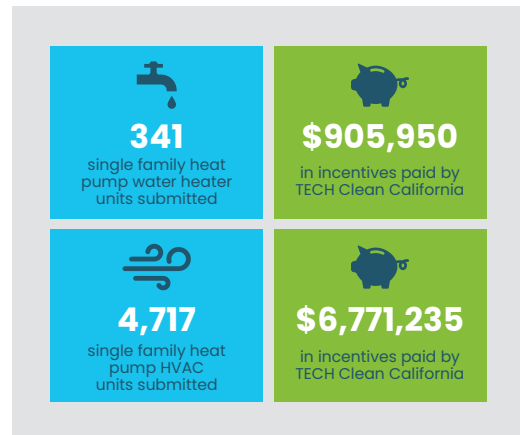 341
single family heat
pump water heater
units submitted
$905,950
in incentives paid by
TECH Clean California
4,717
single family heat
pump HVAC
units submitted
$6,771,235
in incentives paid by
TECH Clean California